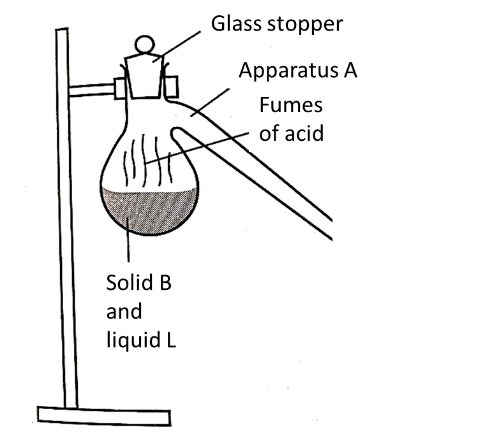 Glass stopper
Apparatus A
Fumes
of acid
Solid B
and
liquid L